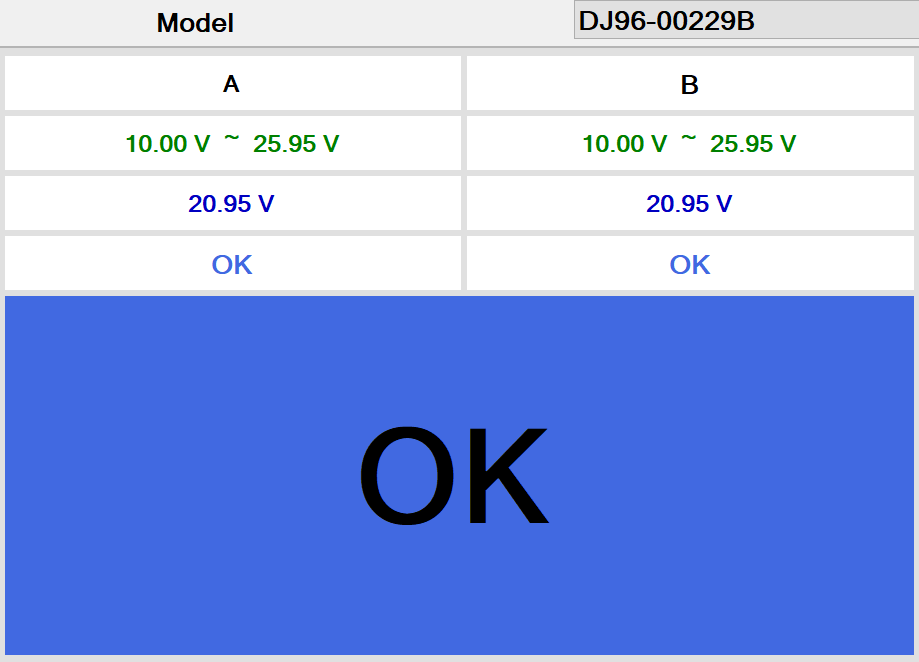 Model DJ96-00229B
A B
10.00 V ~ 25.95 V 10.00 V ~ 25.95 V
20.95 V 20.95 V
OK OK
OK